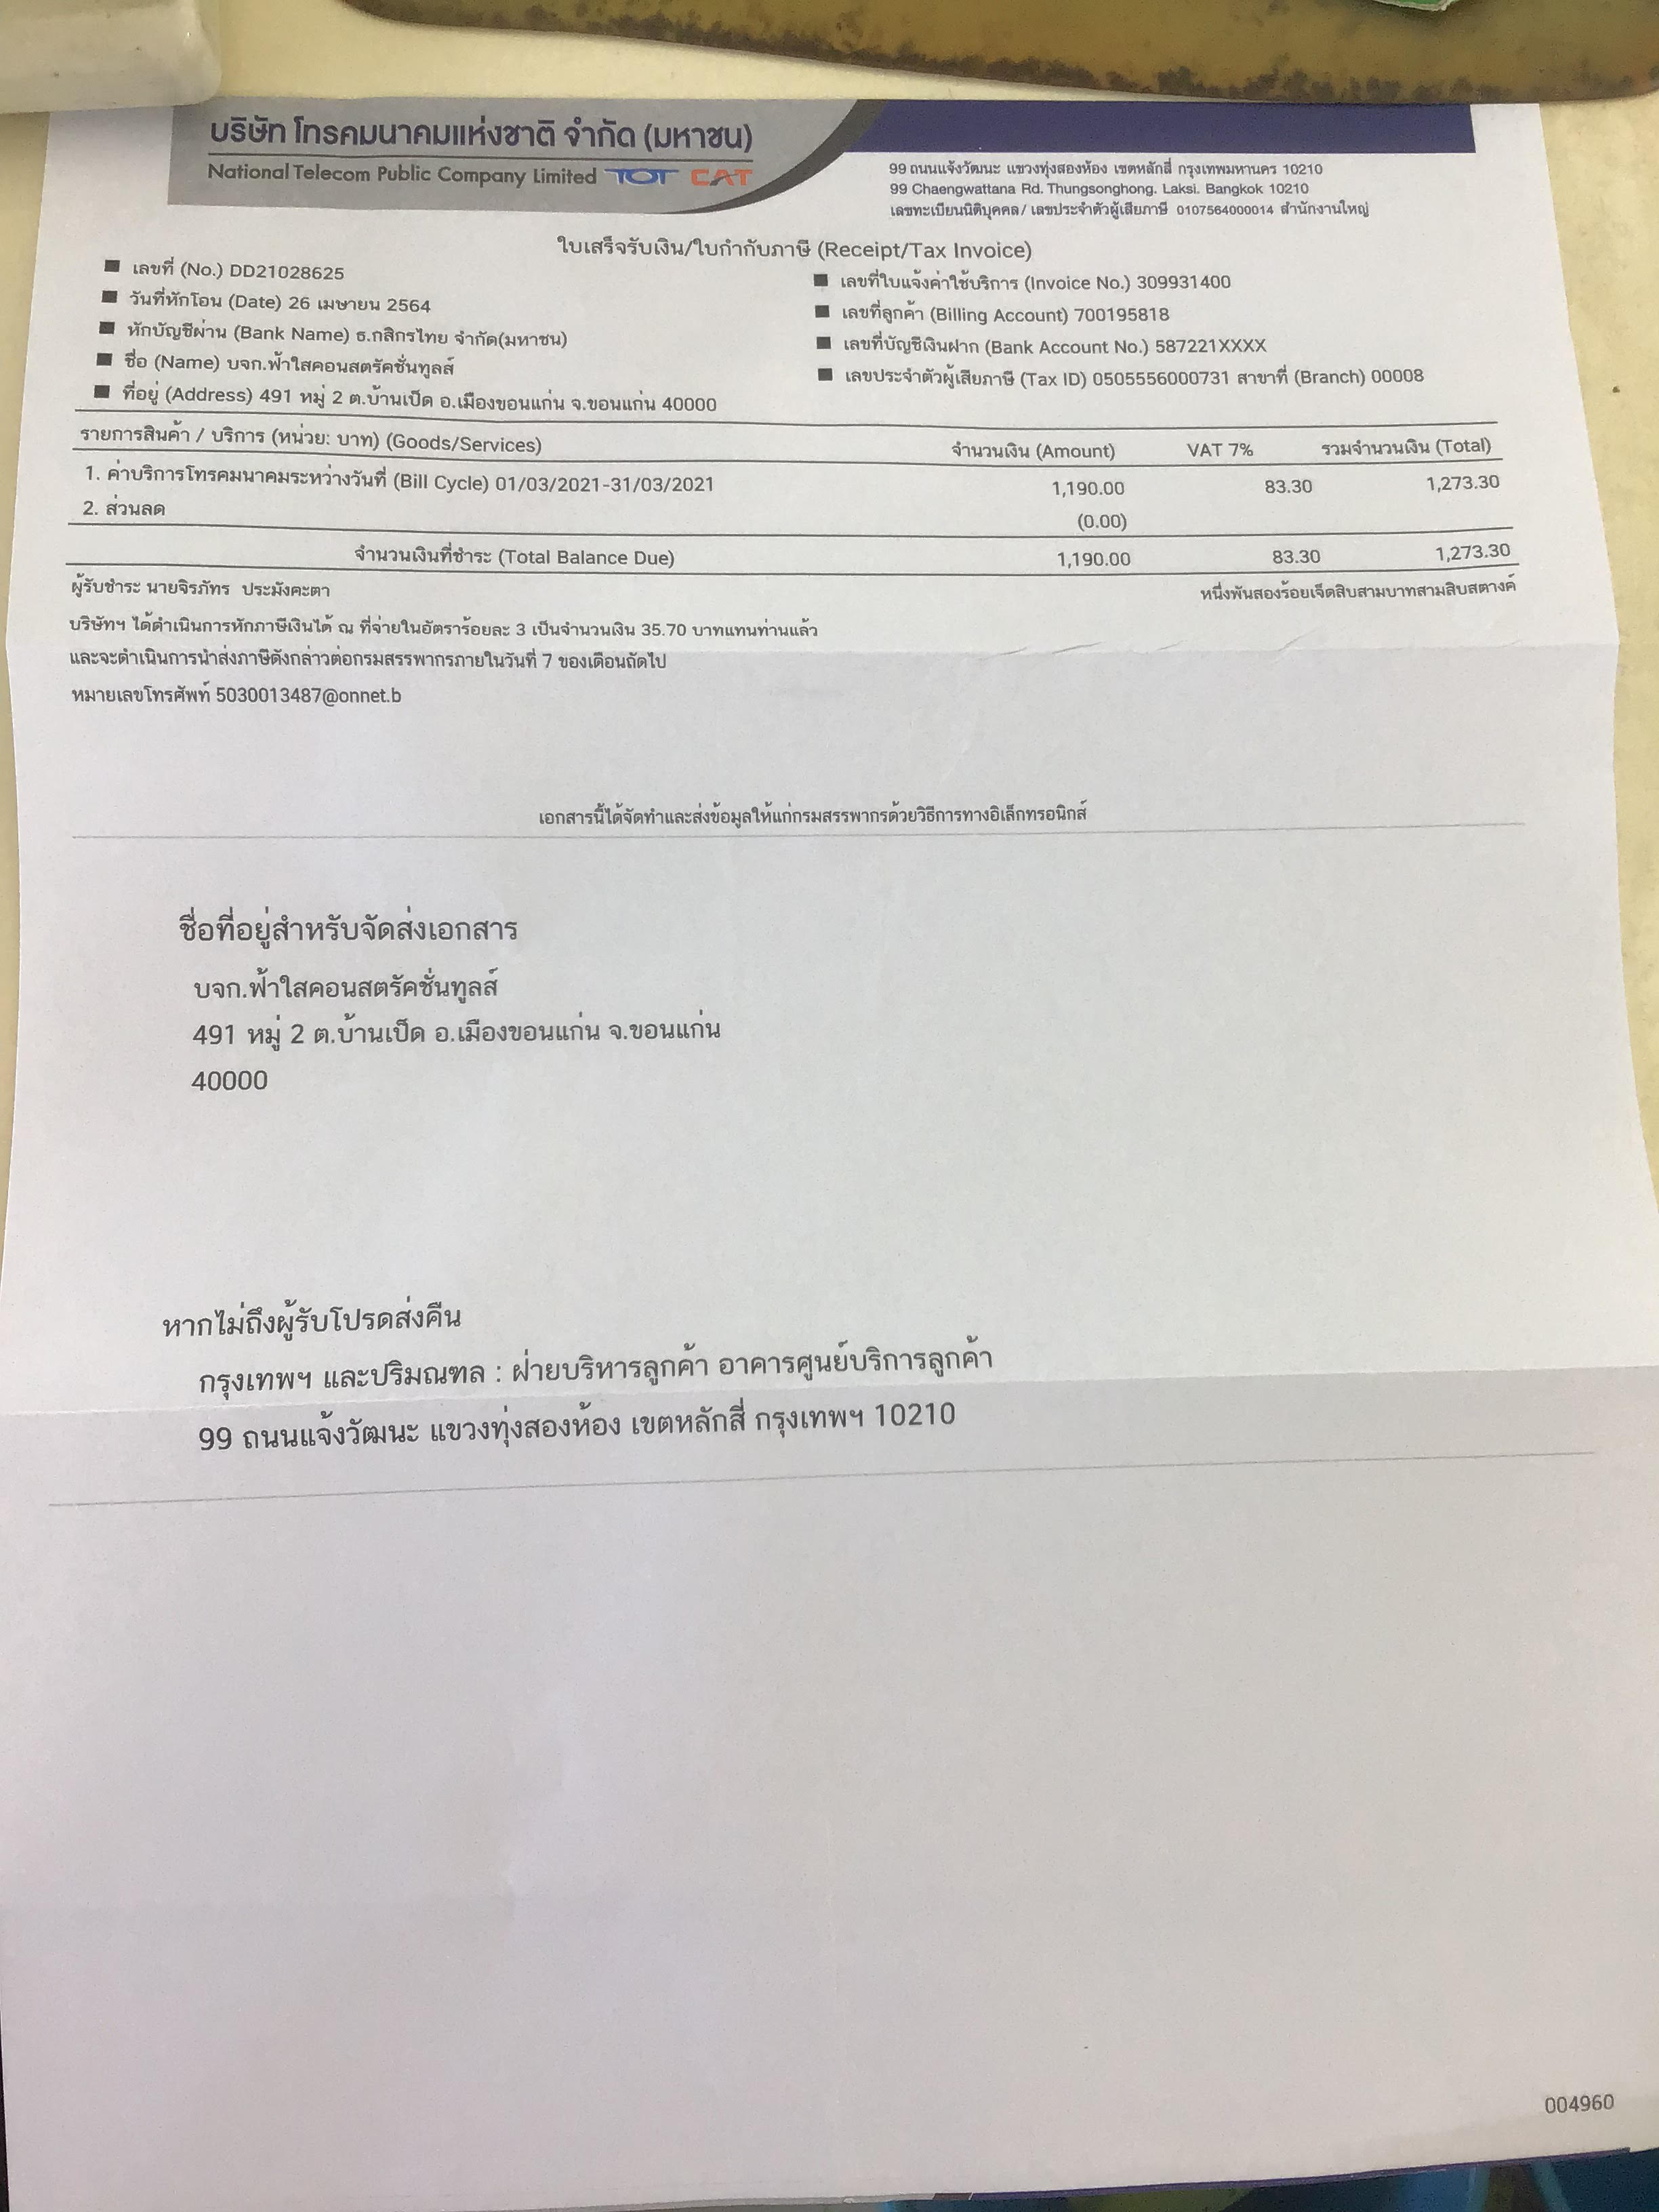 บริษัท โทรคมนาคมแห่งชาติ จำกัด (มหาชน)
National Telecom Public Company Limited TOT CAT
99 ถนนแจ้งวัฒนะ แขวงทุ่งสองห้อง เขตหลักสี่ กรุงเทพมหานคร 10210
99 Chaengwattana Rd. Thungsonghong. Laksi. Bangkok 10210
เลขทะเบียนนิติบุคคล/ เลขประจำตัวผู้เสียภาษี 0107564000014 สำนักงานใหญ่
ใบเสร็จรับเงิน/ใบกำกับภาษี (Receipt/Tax Invoice)
เลขที่ (No.) DD21028625
วันที่หักโอน (Date) 26 เมษายน 2564
หักบัญชีผ่าน (Bank Name) ธ.กสิกรไทย จำกัด(มหาชน)
ชื่อ (Name) บจก.ฟ้าใสคอนสตรัคชั่นทูลส์
ที่อยู่ (Address) 491 หมู่ 2 ต.บ้านเป็ด อ.เมืองขอนแก่น จ.ขอนแก่น 40000
เลขที่ใบแจ้งค่าใช้บริการ (Invoice No.) 309931400
เลขที่ลูกค้า (Billing Account) 700195818
เลขที่บัญชีเงินฝาก (Bank Account No.) 587221XXXX
เลขประจำตัวผู้เสียภาษี (Tax ID) 0505556000731 สาขาที่ (Branch) 00008
รายการสินค้า / บริการ (หน่วย: บาท) (Goods/Services) จำนวนเงิน (Amount) VAT 7% รวมจำนวนเงิน (Total)
1. ค่าบริการโทรคมนาคมระหว่างวันที่ (Bill Cycle) 01/03/2021-31/03/2021 1,190.00 83.30 1,273.30
2. ส่วนลด (0.00)
จำนวนเงินที่ชำระ (Total Balance Due) 1,190.00 83.30 1,273.30
ผู้รับชำระ นายจิรภัทร ประมังคะตา หนึ่งพันสองร้อยเจ็ดสิบสามบาทสามสิบสตางค์
บริษัทฯ ได้ดำเนินการหักภาษีเงินได้ ณ ที่จ่ายในอัตราร้อยละ 3 เป็นจำนวนเงิน 35.70 บาทแทนท่านแล้ว
และจะดำเนินการนำส่งภาษีดังกล่าวต่อกรมสรรพากรภายในวันที่ 7 ของเดือนถัดไป
หมายเลขโทรศัพท์ 5030013487@onnet.b
เอกสารนี้ได้จัดทำและส่งข้อมูลให้แก่กรมสรรพากรด้วยวิธีการทางอิเล็กทรอนิกส์
ชื่อที่อยู่สำหรับจัดส่งเอกสาร
บจก.ฟ้าใสคอนสตรัคชั่นทูลส์
491 หมู่ 2 ต.บ้านเป็ด อ.เมืองขอนแก่น จ.ขอนแก่น
40000
หากไม่ถึงผู้รับโปรดส่งคืน
กรุงเทพฯ และปริมณฑล : ฝ่ายบริหารลูกค้า อาคารศูนย์บริการลูกค้า
99 ถนนแจ้งวัฒนะ แขวงทุ่งสองห้อง เขตหลักสี่ กรุงเทพฯ 10210
004960